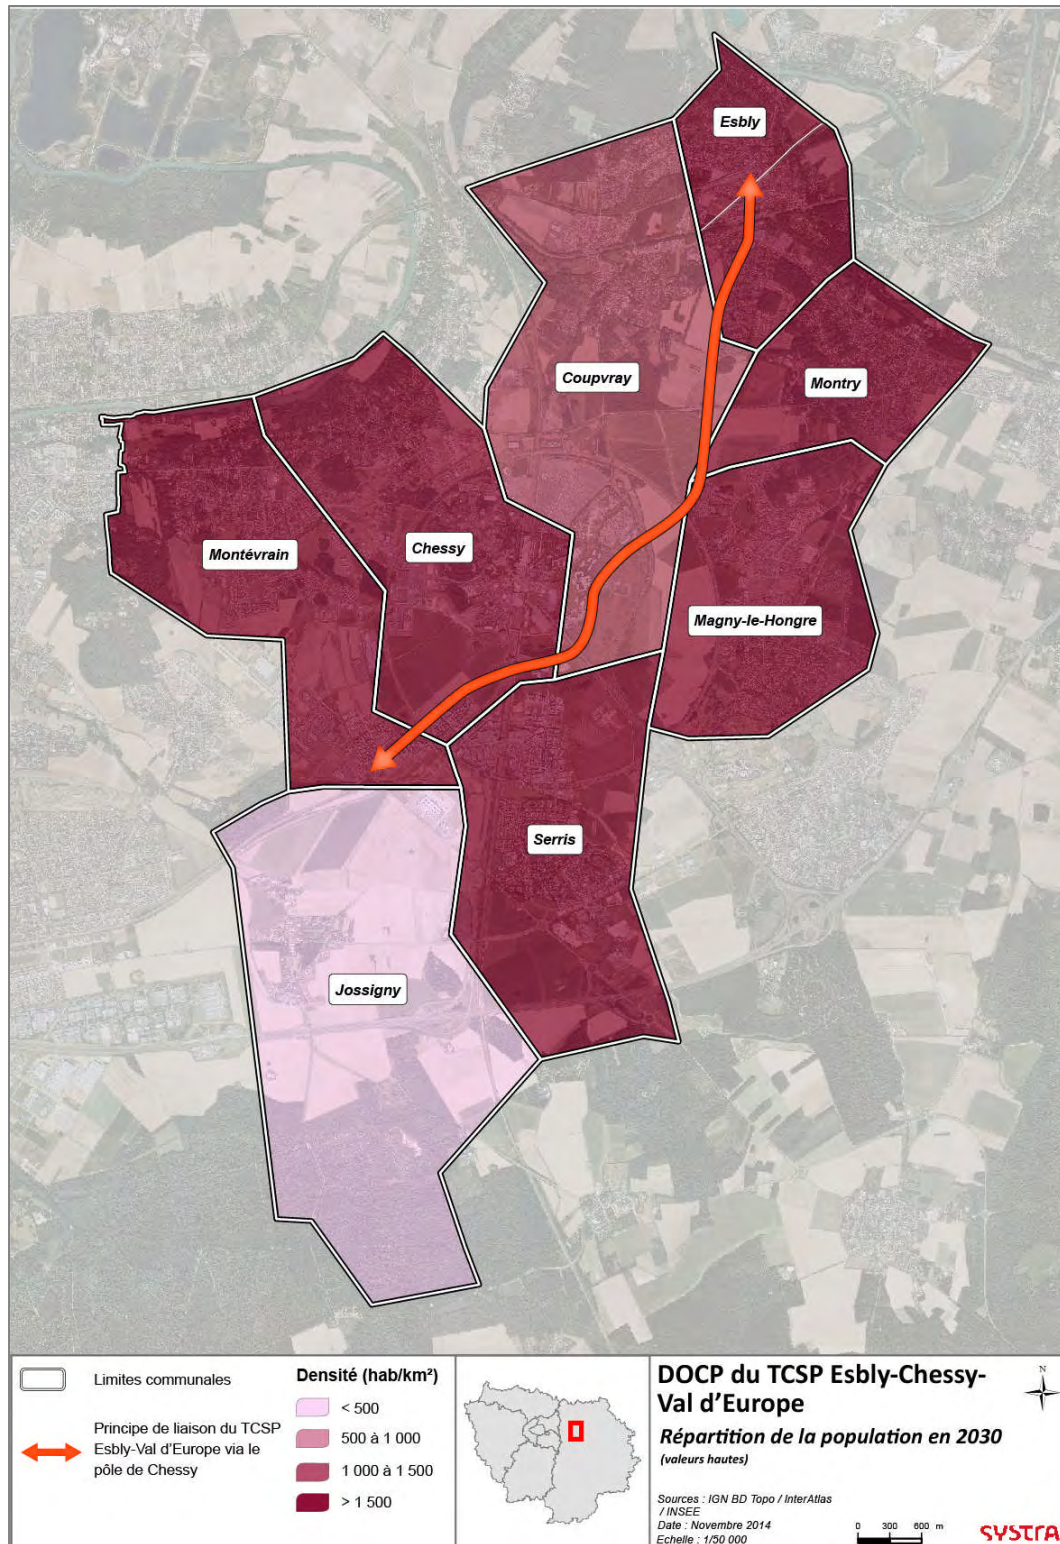 Esbly
Coupvray
Montry
Montévrain
Chessy
Magny-le-Hongre
Serris
Jossigny
Limites communales
Principe de liaison du TCSP
Esbly-Val d'Europe via le
pôle de Chessy
Densité (hab/km²)
< 500
500 à 1 000
1 000 à 1 500
> 1 500
DOCP du TCSP Esbly-Chessy-
Val d'Europe
N
Répartition de la population en 2030
(valeurs hautes)
Sources : IGN BD Topo / InterAtlas
/ INSEE
Date : Novembre 2014
Echelle : 1/50 000
0 300 600 m
SYSTRA